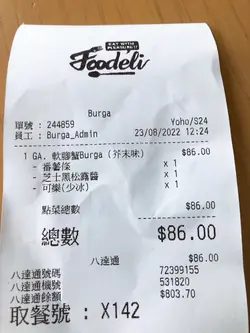 EAT WITH
PLEASURE!!
Foodeli
Burga
單號 : 244859 Yoho/S24
員工 : Burga_Admin 23/08/2022 12:24
1 GA. 軟殼蟹Burga (芥末味) $86.00
- 番薯條 x 1
- 芝士黑松露醬 x 1
- 可樂(少冰) x 1
點菜總數 $86.00
總數 $86.00
八達通 $86.00
八達通號碼 72399155
八達通機號 531820
八達通餘額 $803.70
取餐號 : X142